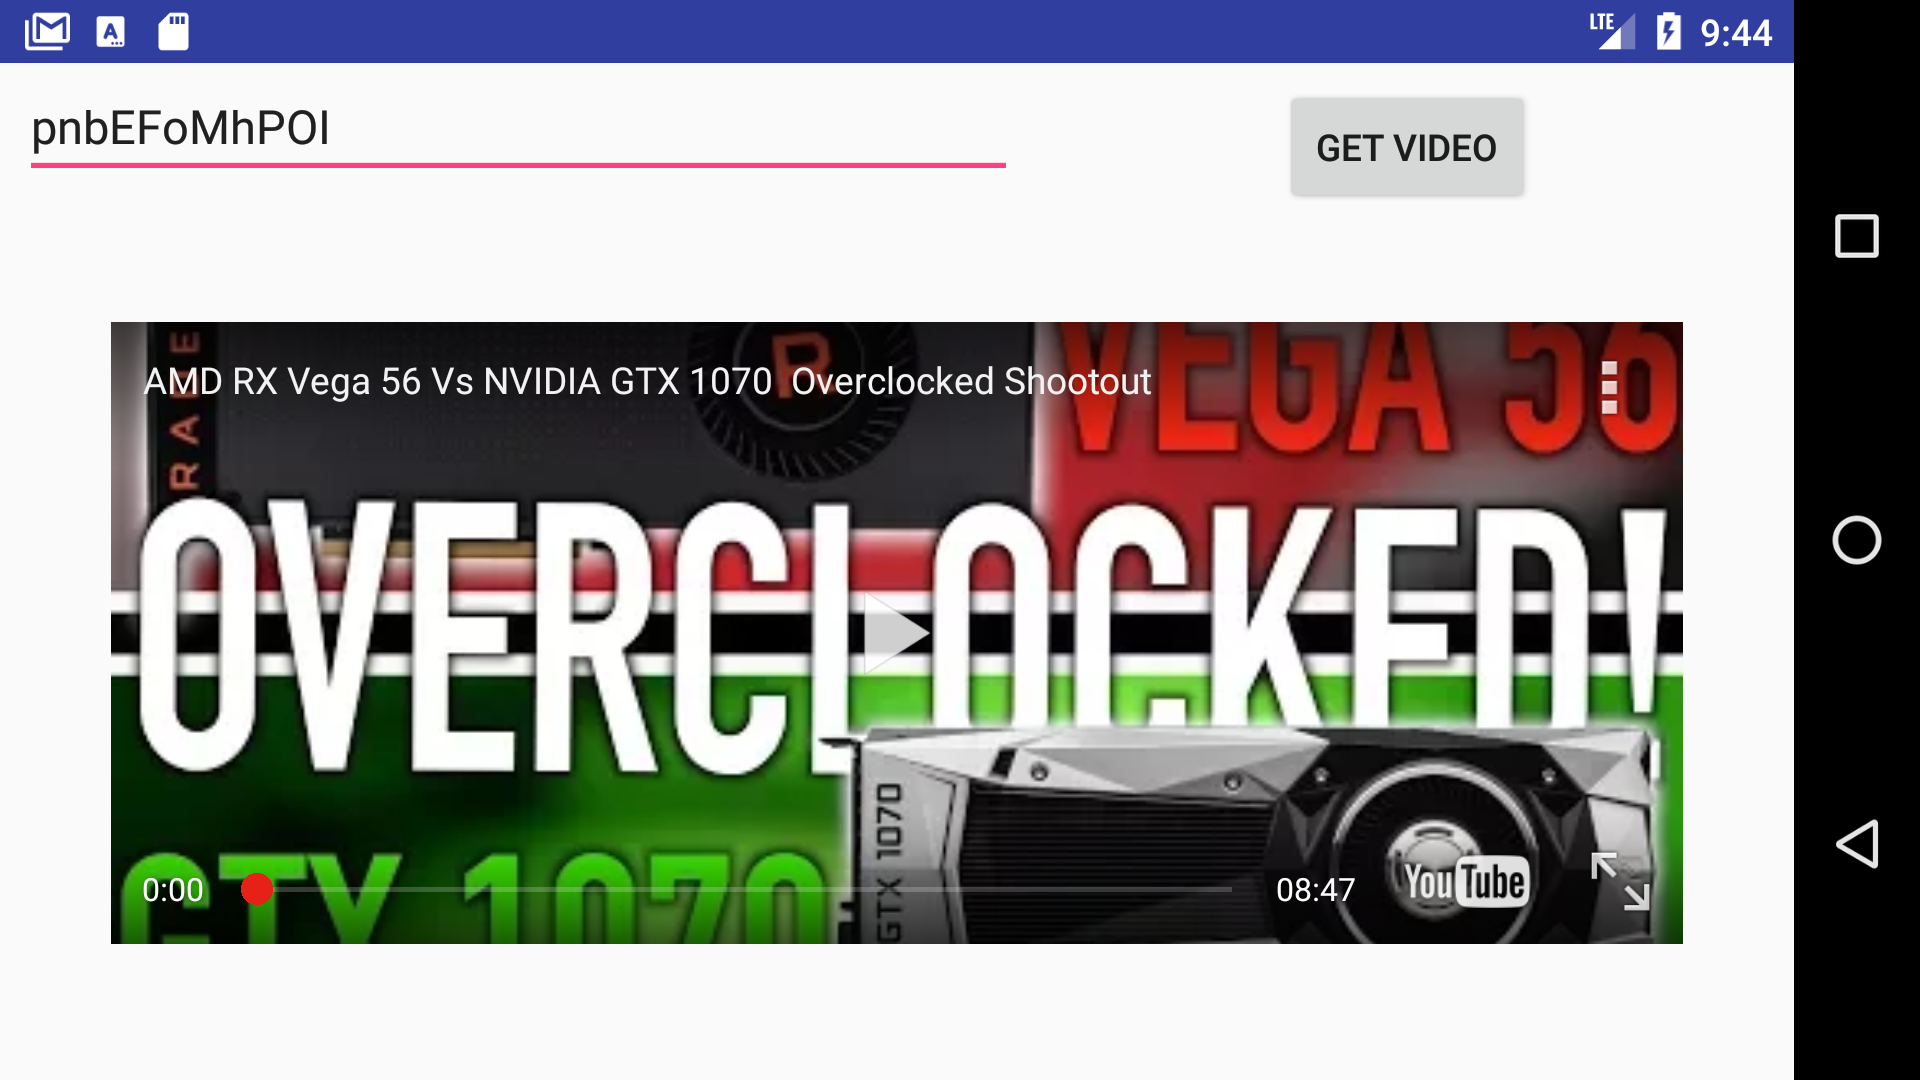 LTE 9:44
pnbEFoMhPOI
GET VIDEO
AMD RX Vega 56 Vs NVIDIA GTX 1070  Overclocked Shootout
VEGA 56
R
OVERCLOCKED!
GTX 1070
GTX 1070
0:00
08:47
YouTube